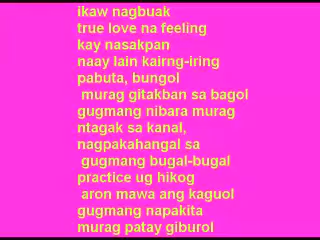 ikaw nagbuak
true love na feeling
kay nasakpan
naay lain kairng-iring
pabuta, bungol
murag gitakban sa bagol
gugmang nibara murag
ntagak sa kanal,
nagpakahangal sa
gugmang bugal-bugal
practice ug hikog
aron mawa ang kaguol
gugmang napakita
murag patay giburol